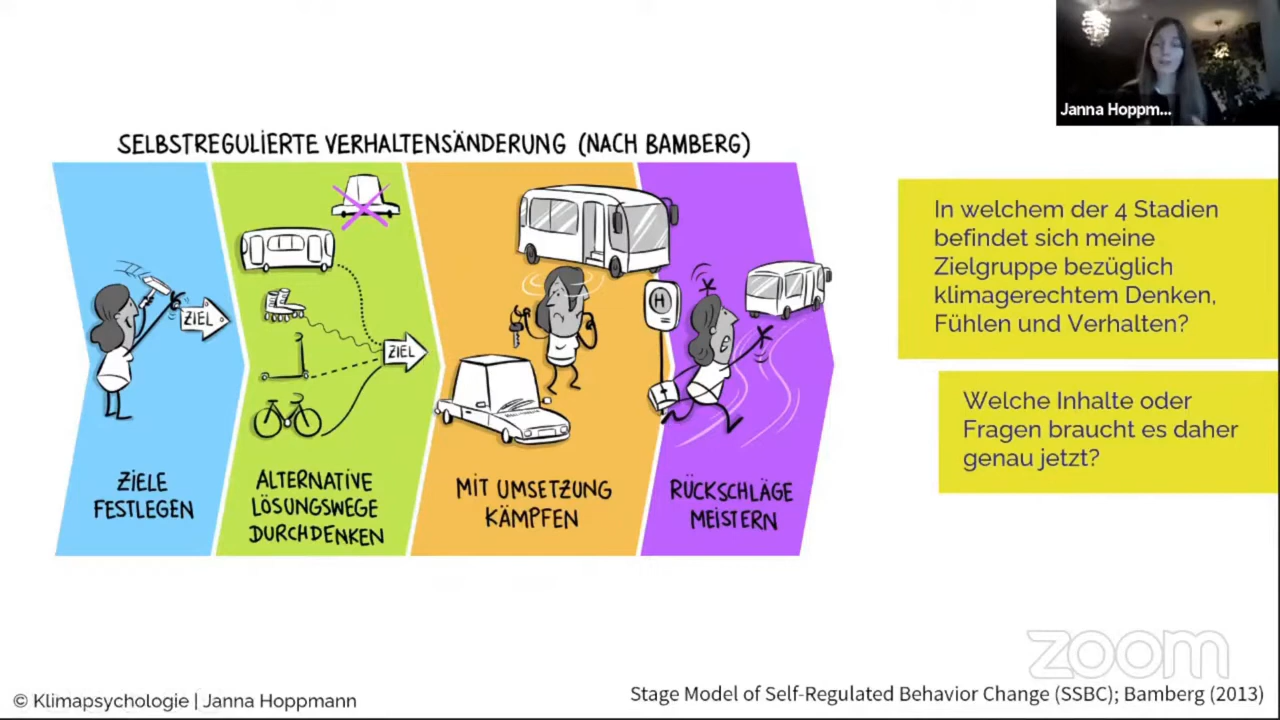 Janna Hoppm...
SELBSTREGULIERTE VERHALTENSÄNDERUNG (NACH BAMBERG)
ZIEL
ZIEL
H
ZIELE
FESTLEGEN
ALTERNATIVE
LÖSUNGSWEGE
DURCHDENKEN
MIT UMSETZUNG
KÄMPFEN
RÜCKSCHLÄGE
MEISTERN
In welchem der 4 Stadien
befindet sich meine
Zielgruppe bezüglich
klimagerechtem Denken,
Fühlen und Verhalten?
Welche Inhalte oder
Fragen braucht es daher
genau jetzt?
zoom
© Klimapsychologie | Janna Hoppmann
Stage Model of Self-Regulated Behavior Change (SSBC); Bamberg (2013)